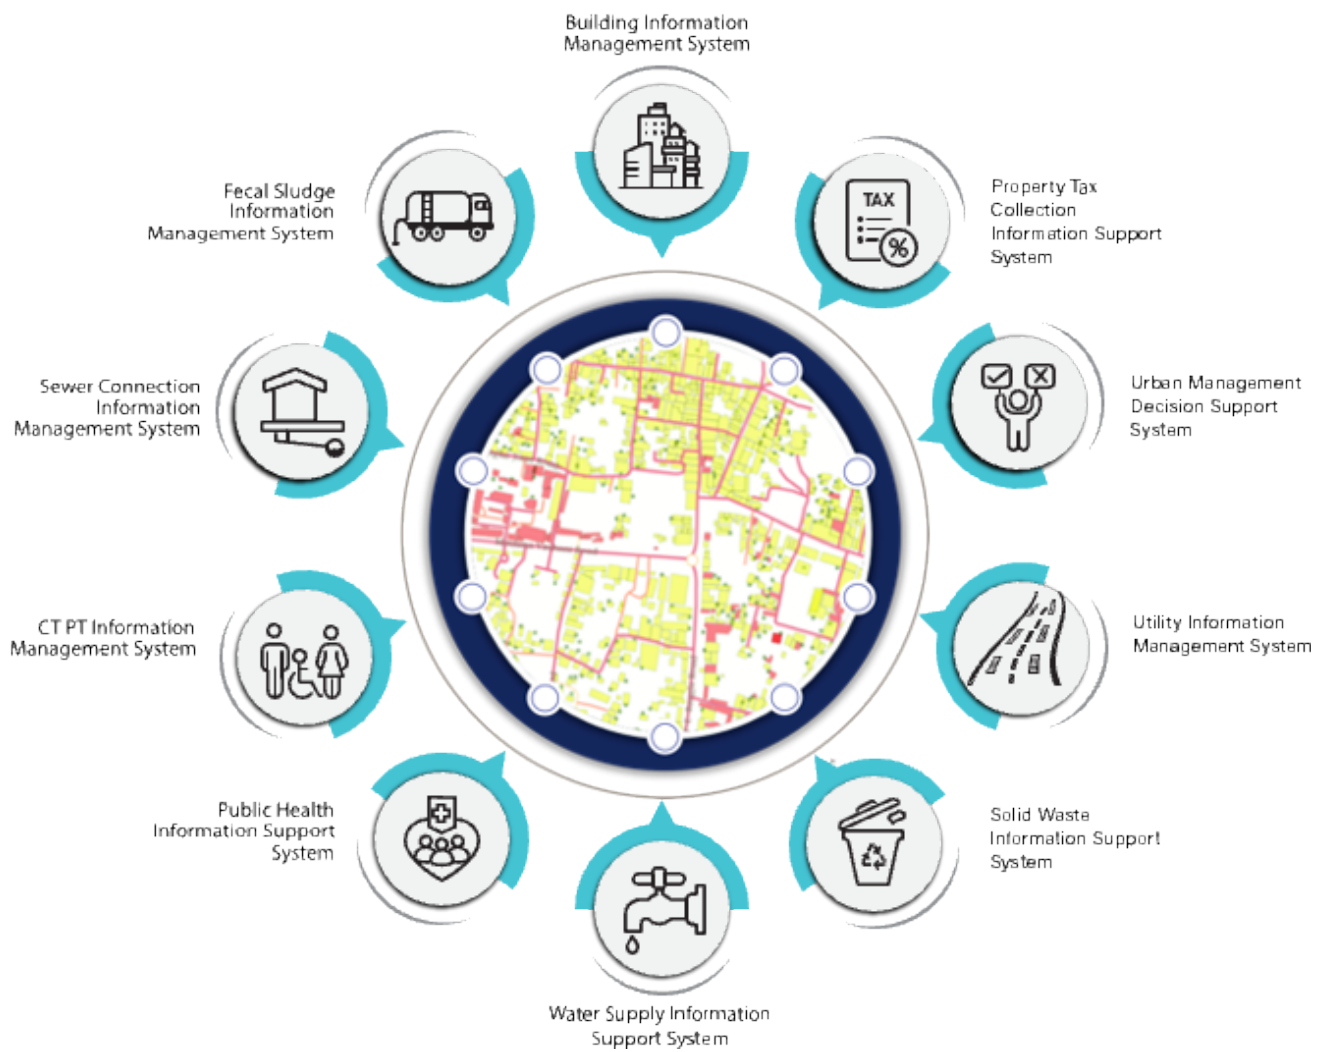 Building Information
Management System
Property Tax
Collection
Information Support
System
TAX
%
Urban Management
Decision Support
System
Utility Information
Management System
Solid Waste
Information Support
System
Water Supply Information
Support System
Public Health
Information Support
System
CT PT Information
Management System
Sewer Connection
Information
Management System
Fecal Sludge
Information
Management System